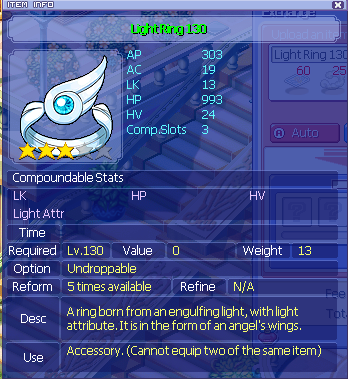 ITEM INFO
Light Ring 130
AP 303
AC 19
LK 13
HP 993
HV 24
Comp.Slots 3
Compoundable Stats
LK HP HV
Light Attr
Time
Required Lv.130 Value 0 Weight 13
Option Undroppable
Reform 5 times available Refine N/A
Desc A ring born from an engulfing light, with light
attribute. It is in the form of an angel's wings.
Use Accessory. (Cannot equip two of the same item)
Light Ring 130
60 25
Auto
Fee
Tota